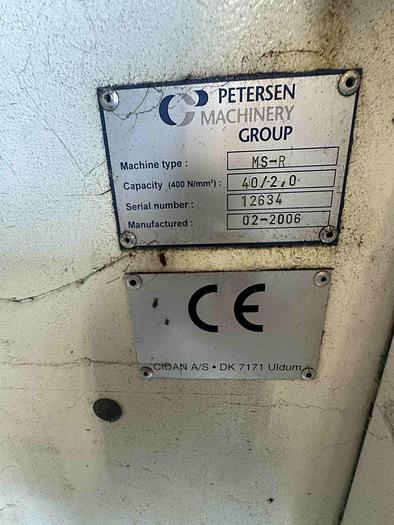 PETERSEN
MACHINERY
GROUP
Machine type : MS-R
Capacity (400 N/mm²) : 40/2,0
Serial number : 12634
Manufactured : 02-2006
CE
CIDAN A/S • DK 7171 Uldum